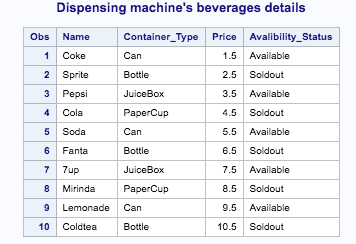 Dispensing machine's beverages details
Obs Name Container_Type Price Avalibility_Status
1 Coke Can 1.5 Available
2 Sprite Bottle 2.5 Soldout
3 Pepsi JuiceBox 3.5 Available
4 Cola PaperCup 4.5 Soldout
5 Soda Can 5.5 Available
6 Fanta Bottle 6.5 Soldout
7 7up JuiceBox 7.5 Available
8 Mirinda PaperCup 8.5 Soldout
9 Lemonade Can 9.5 Available
10 Coldtea Bottle 10.5 Soldout